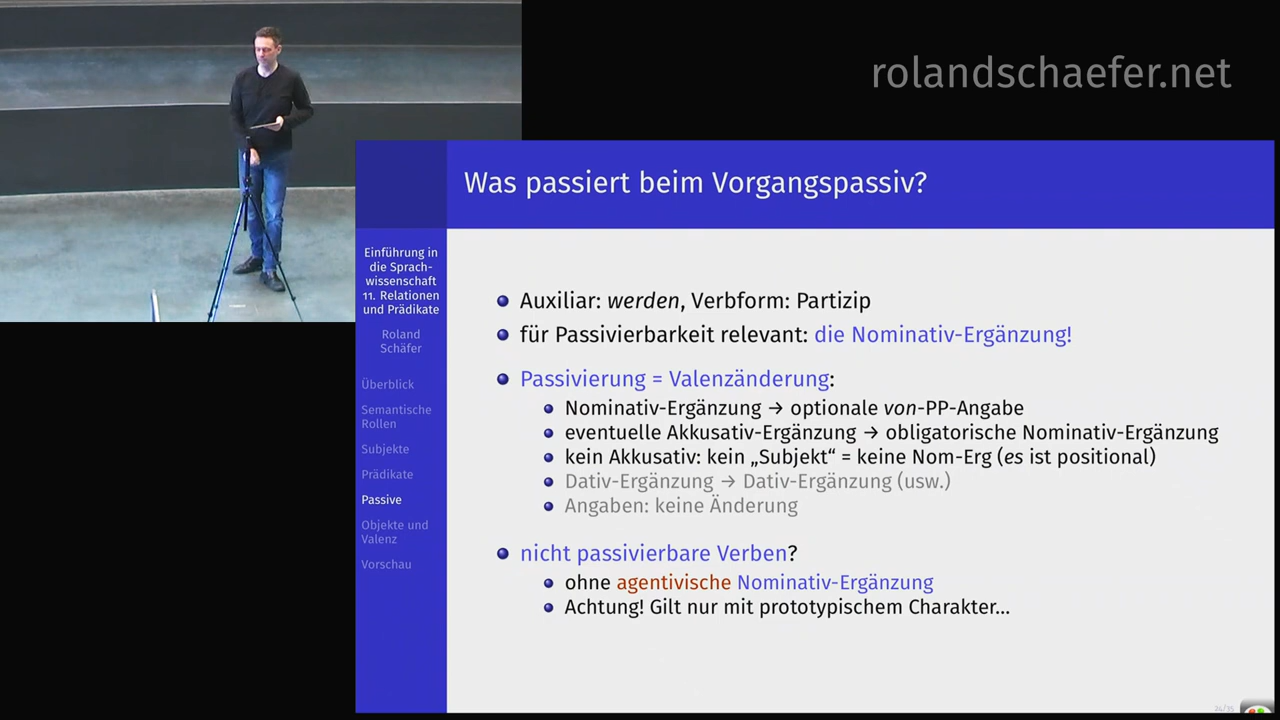 rolandschaefer.net
Was passiert beim Vorgangspassiv?
Einführung in
die Sprach-
wissenschaft
11. Relationen
und Prädikate
Roland
Schäfer
Überblick
Semantische
Rollen
Subjekte
Prädikate
Passive
Objekte und
Valenz
Vorschau
Auxiliar: werden, Verbform: Partizip
für Passivierbarkeit relevant: die Nominativ-Ergänzung!
Passivierung = Valenzänderung:
Nominativ-Ergänzung → optionale von-PP-Angabe
eventuelle Akkusativ-Ergänzung → obligatorische Nominativ-Ergänzung
kein Akkusativ: kein „Subjekt“ = keine Nom-Erg (es ist positional)
Dativ-Ergänzung → Dativ-Ergänzung (usw.)
Angaben: keine Änderung
nicht passivierbare Verben?
ohne agentivische Nominativ-Ergänzung
Achtung! Gilt nur mit prototypischem Charakter...